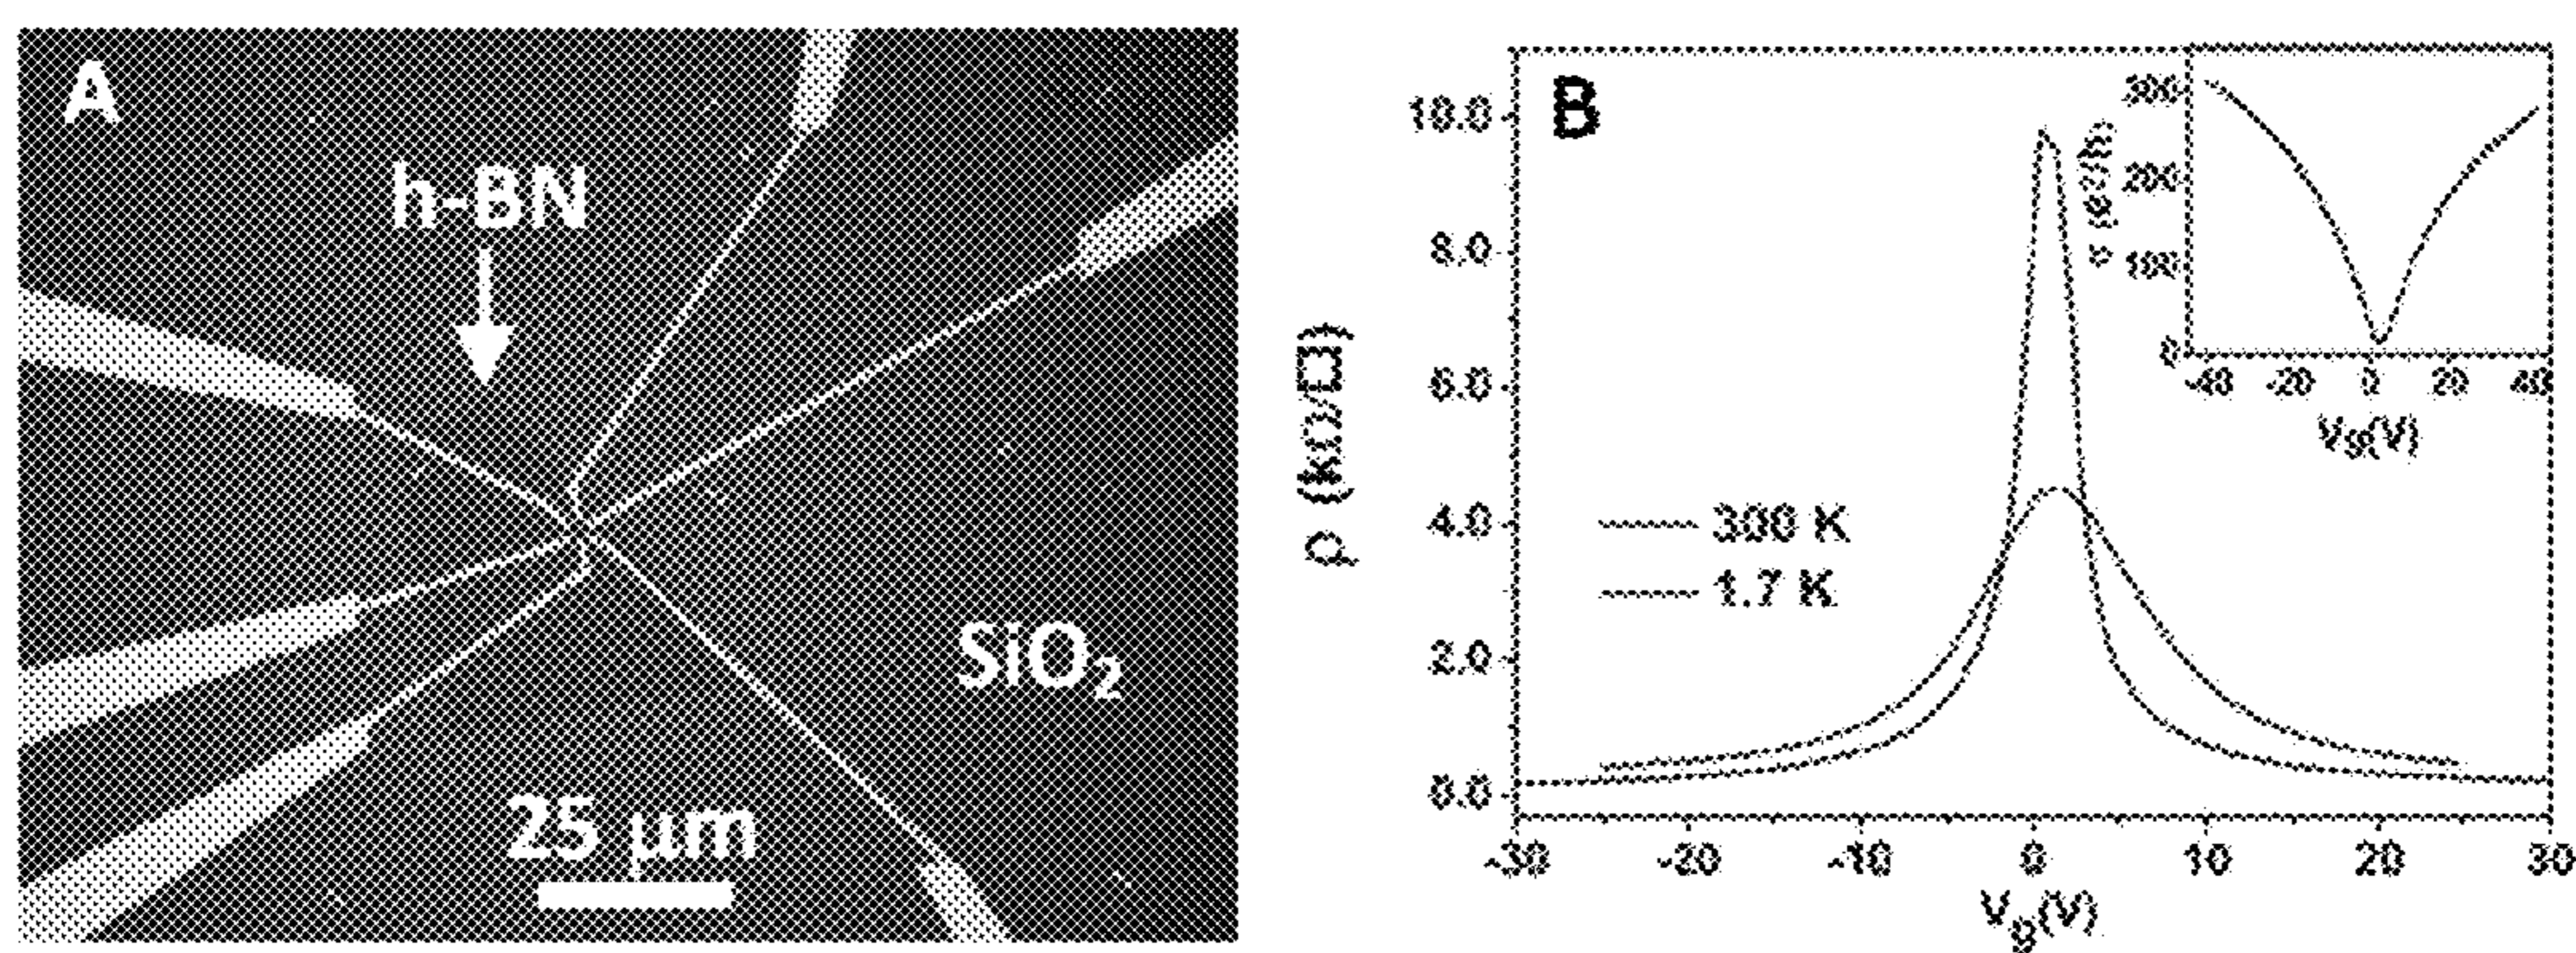 A
h-BN
SiO₂
25 μm
B
ρ (kΩ/□)
10.0
8.0
6.0
4.0
2.0
0.0
300 K
1.7 K
-30 -20 -10 0 10 20 30
Vg(V)
σ (e²/h)
300
200
100
0
-40 -20 0 20 40
Vg(V)